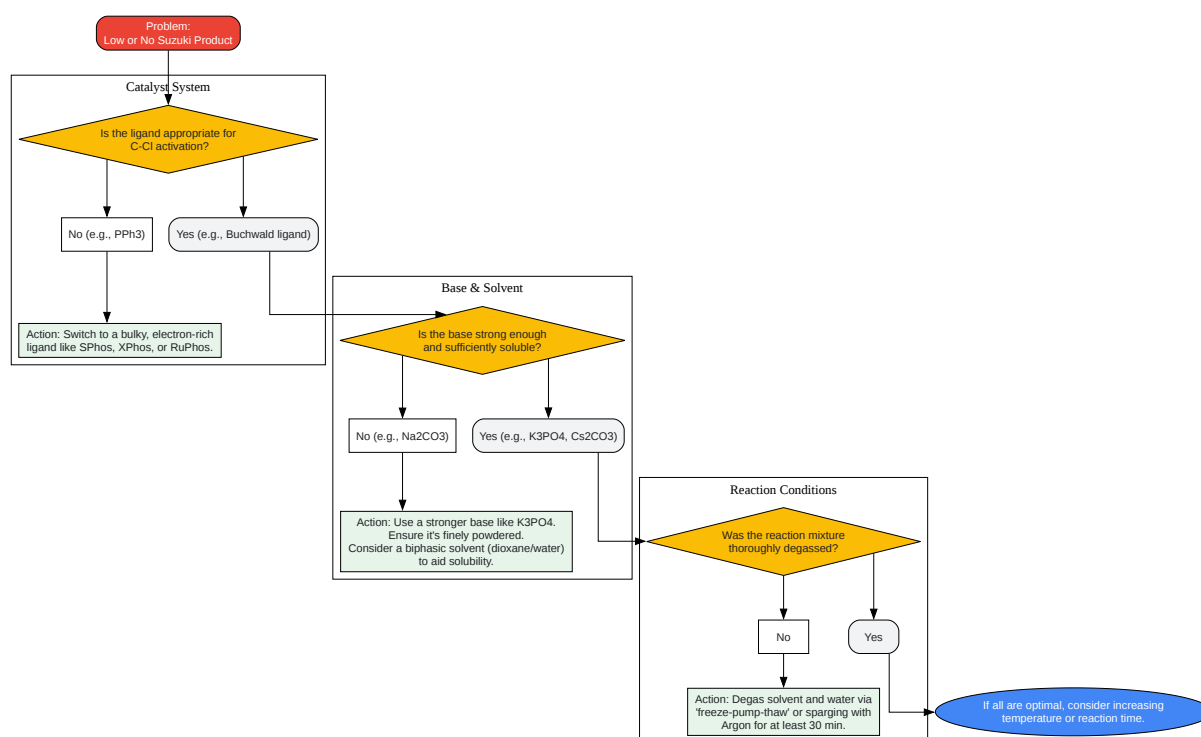 Problem:
Low or No Suzuki Product
Catalyst System
Is the ligand appropriate for
C-Cl activation?
No (e.g., PPh3)
Yes (e.g., Buchwald ligand)
Action: Switch to a bulky, electron-rich
ligand like SPhos, XPhos, or RuPhos.
Base & Solvent
Is the base strong enough
and sufficiently soluble?
No (e.g., Na2CO3)
Yes (e.g., K3PO4, Cs2CO3)
Action: Use a stronger base like K3PO4.
Ensure it's finely powdered.
Consider a biphasic solvent (dioxane/water)
to aid solubility.
Reaction Conditions
Was the reaction mixture
thoroughly degassed?
No
Yes
Action: Degas solvent and water via
'freeze-pump-thaw' or sparging with
Argon for at least 30 min.
If all are optimal, consider increasing
temperature or reaction time.